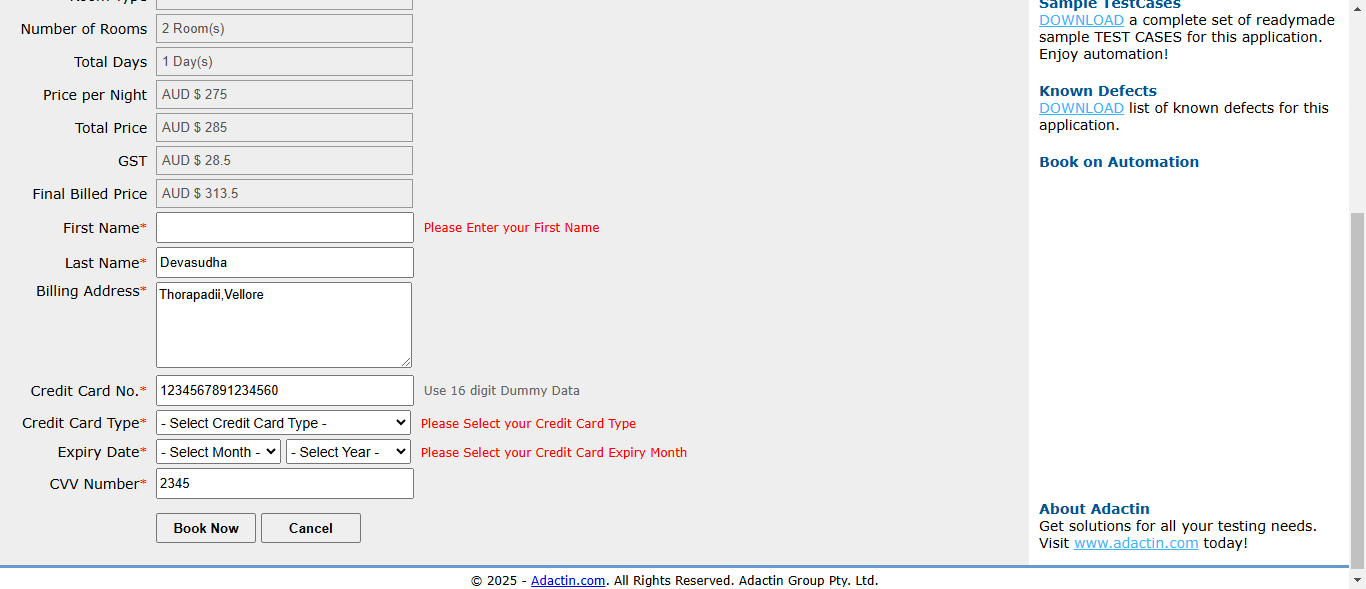 Room Type
Number of Rooms 2 Room(s)
Total Days 1 Day(s)
Price per Night AUD $ 275
Total Price AUD $ 285
GST AUD $ 28.5
Final Billed Price AUD $ 313.5
First Name* Please Enter your First Name
Last Name* Devasudha
Billing Address* Thorapadii,Vellore
Credit Card No.* 1234567891234560 Use 16 digit Dummy Data
Credit Card Type* - Select Credit Card Type - Please Select your Credit Card Type
Expiry Date* - Select Month - - Select Year - Please Select your Credit Card Expiry Month
CVV Number* 2345
Book Now Cancel
Sample TestCases
DOWNLOAD a complete set of readymade
sample TEST CASES for this application.
Enjoy automation!
Known Defects
DOWNLOAD list of known defects for this
application.
Book on Automation
About Adactin
Get solutions for all your testing needs.
Visit www.adactin.com today!
© 2025 - Adactin.com. All Rights Reserved. Adactin Group Pty. Ltd.